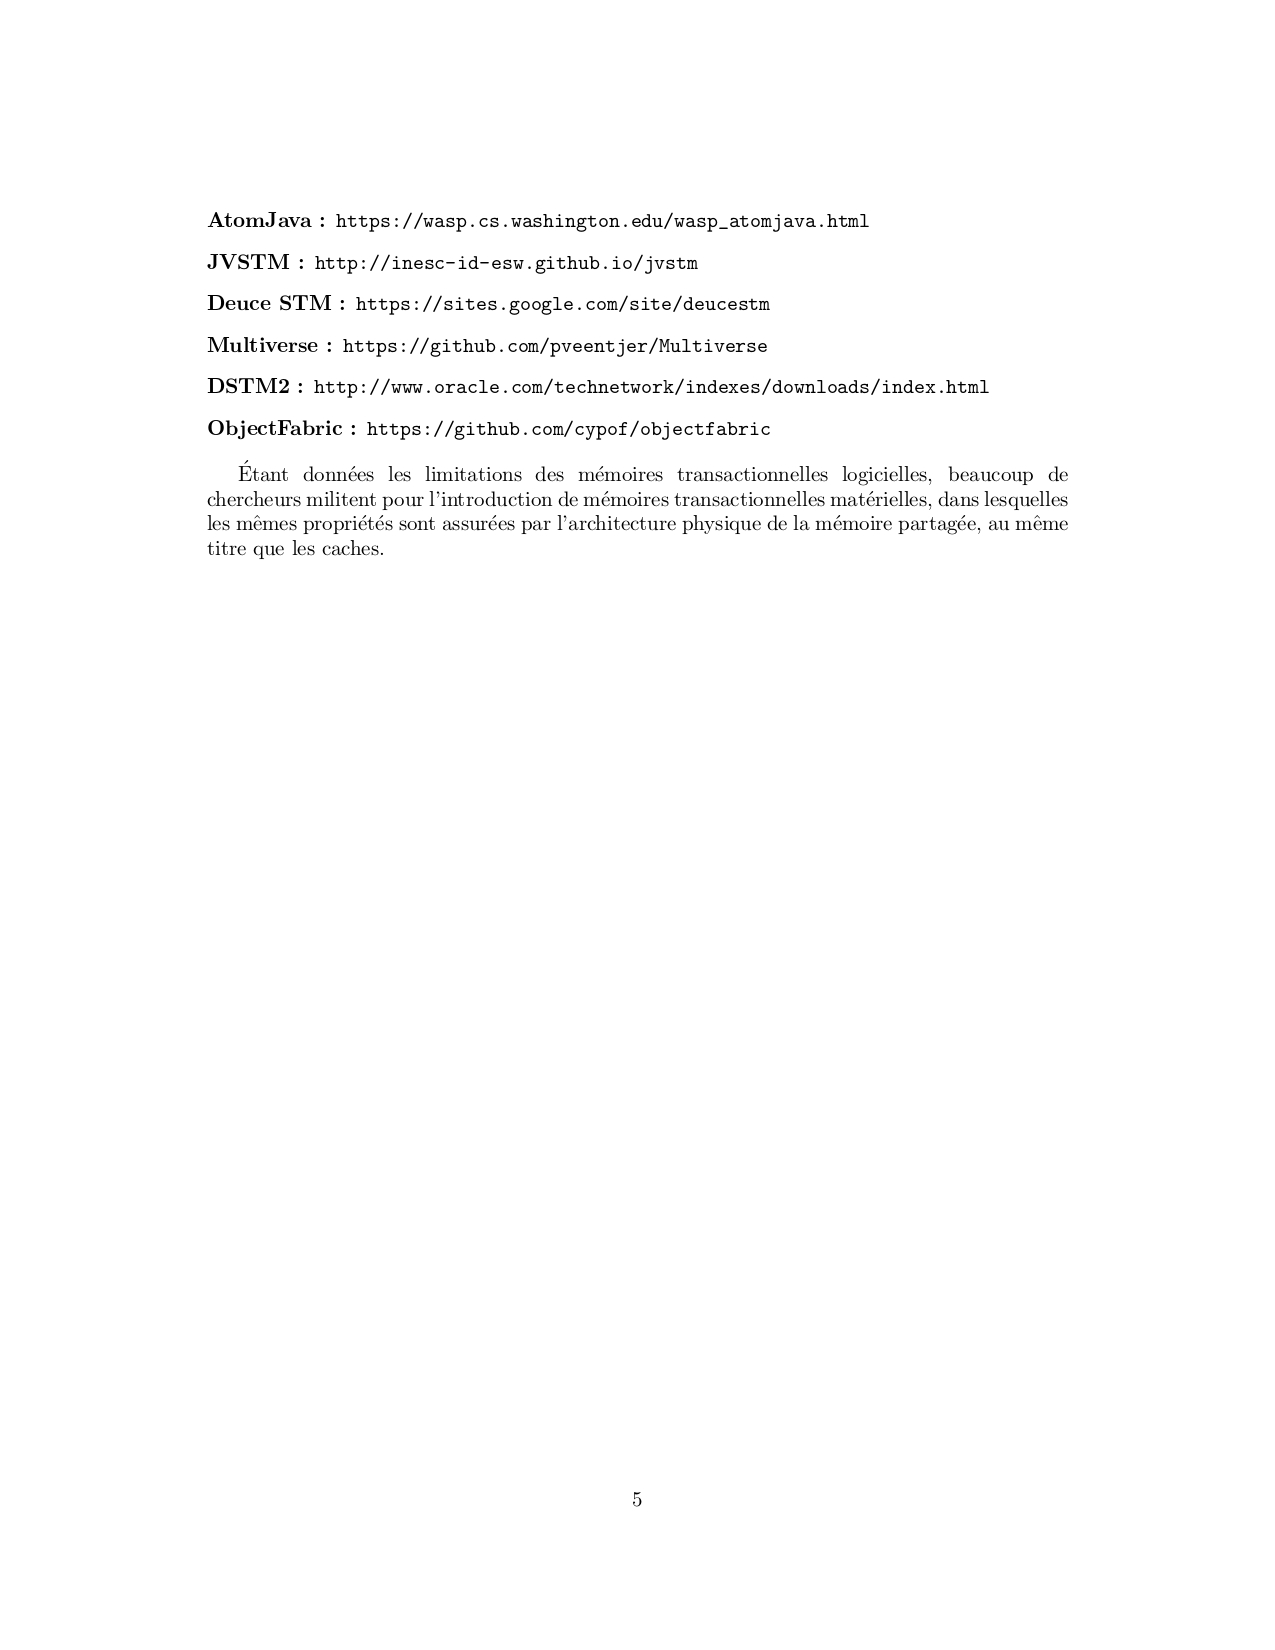 AtomJava : https://wasp.cs.washington.edu/wasp_atomjava.html
JVSTM : http://inesc-id-esw.github.io/jvstm
Deuce STM : https://sites.google.com/site/deucestm
Multiverse : https://github.com/pveentjer/Multiverse
DSTM2 : http://www.oracle.com/technetwork/indexes/downloads/index.html
ObjectFabric : https://github.com/cypof/objectfabric
Étant données les limitations des mémoires transactionnelles logicielles, beaucoup de
chercheurs militent pour l'introduction de mémoires transactionnelles matérielles, dans lesquelles
les mêmes propriétés sont assurées par l'architecture physique de la mémoire partagée, au même
titre que les caches.
5